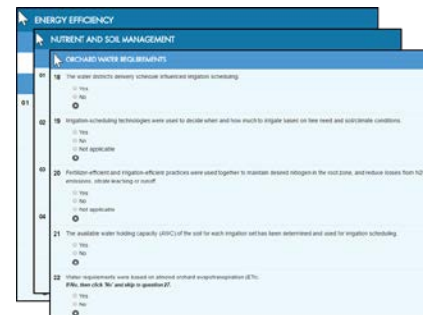 ENERGY EFFICIENCY
NUTRIENT AND SOIL MANAGEMENT
ORCHARD WATER REQUIREMENTS
01
18 The water districts delivery schedule influenced irrigation scheduling.
Yes
No
01
02
19 Irrigation-scheduling technologies were used to decide when and how much to irrigate based on tree need and soil/climate conditions.
Yes
No
Not applicable
03
20 Fertilizer-efficient and irrigation-efficient practices were used together to maintain desired nitrogen in the root zone, and reduce losses from N2
emissions, nitrate leaching or runoff.
Yes
No
Not applicable
04
21 The available water holding capacity (AWC) of the soil for each irrigation set has been determined and used for irrigation scheduling.
Yes
No
22 Water requirements were based on almond orchard evapotranspiration (ETc).
If No, then click 'No' and skip to question 27.
Yes
No